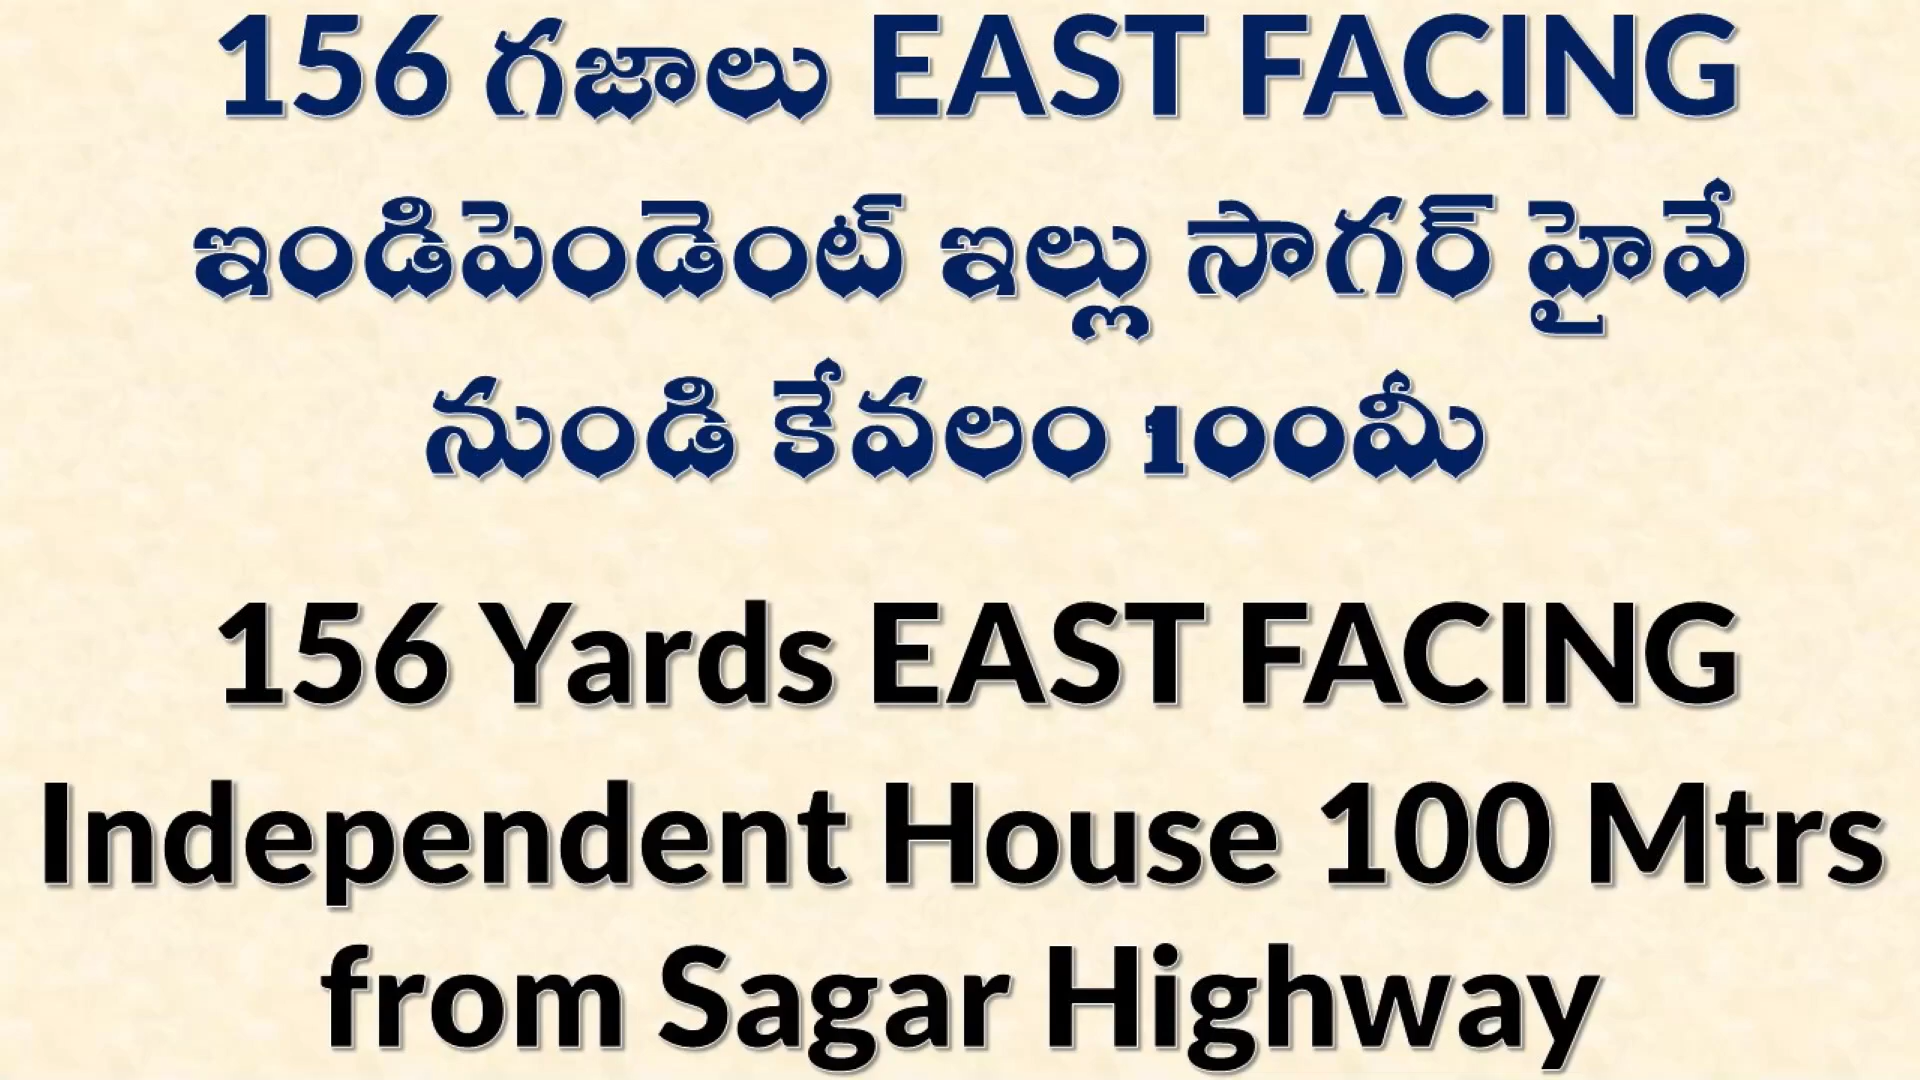 156 గజాలు EAST FACING
ఇండిపెండెంట్ ఇల్లు సాగర్ హైవే
నుండి కేవలం 100మీ
156 Yards EAST FACING
Independent House 100 Mtrs
from Sagar Highway